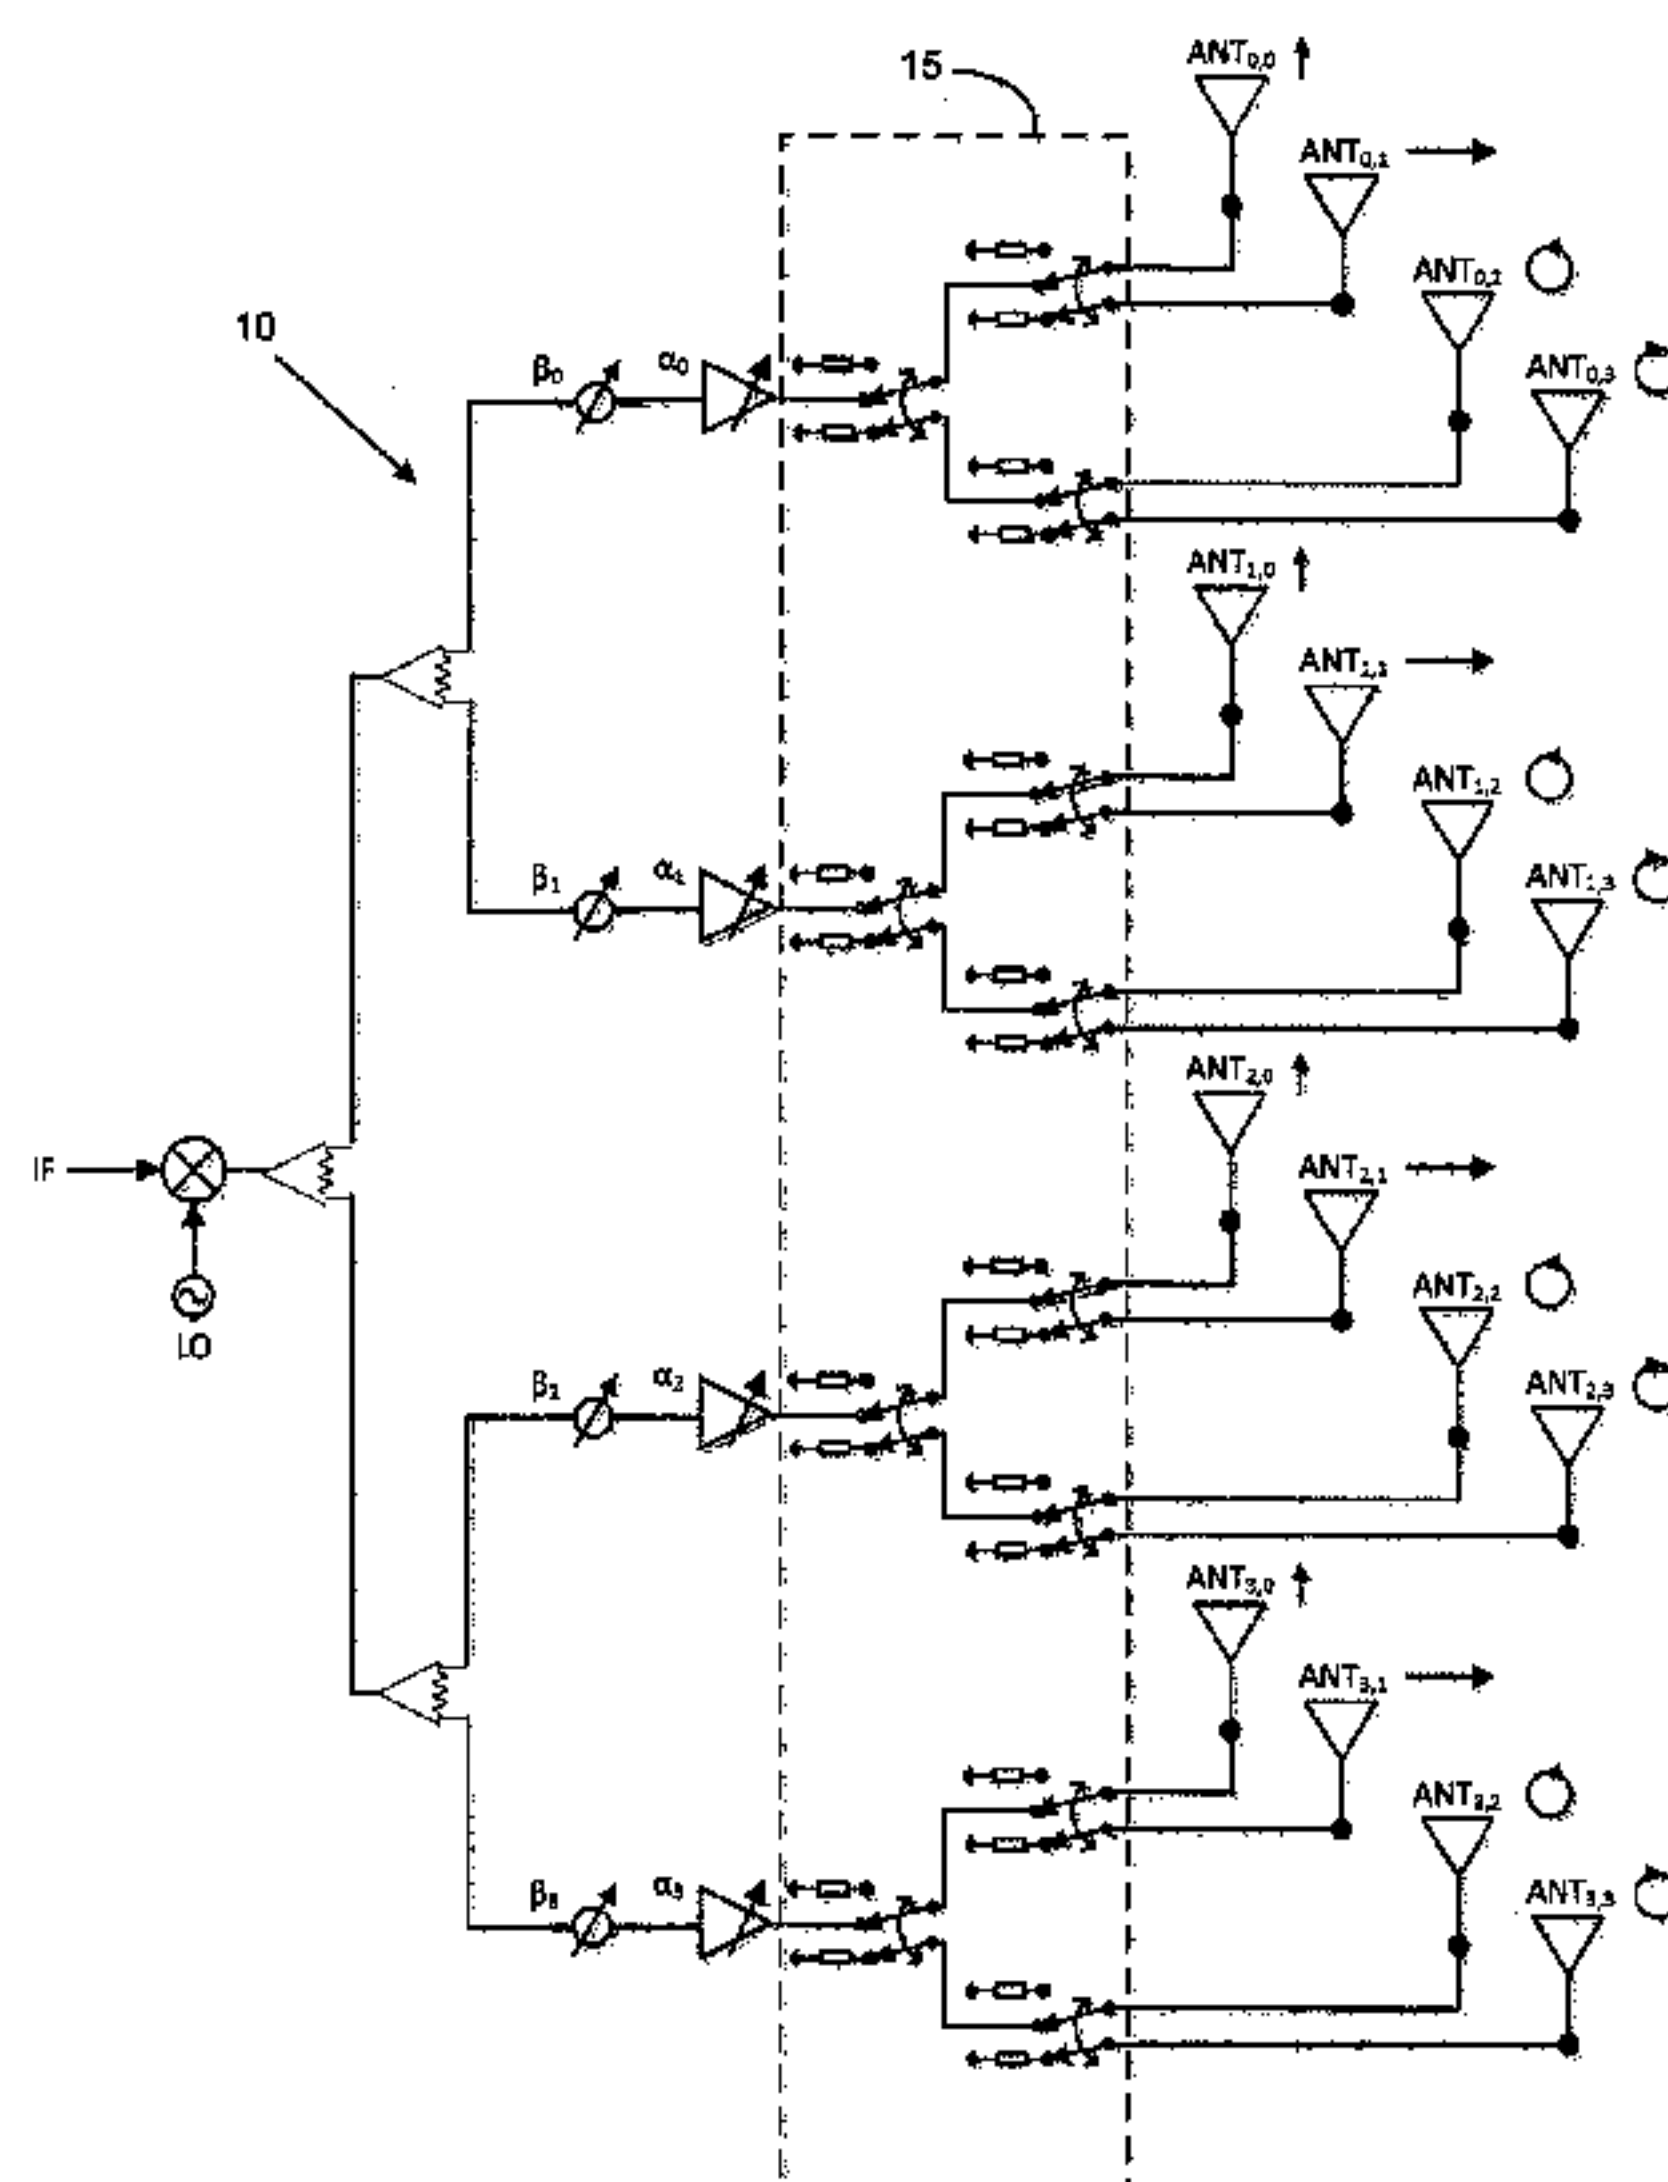 15
ANT0,0
ANT0,1
ANT0,2
ANT0,3
10
β0
α0
ANT1,0
ANT1,1
ANT1,2
ANT1,3
β1
α1
IF
LO
ANT2,0
ANT2,1
ANT2,2
ANT2,3
β2
α2
ANT3,0
ANT3,1
ANT3,2
ANT3,3
β3
α3